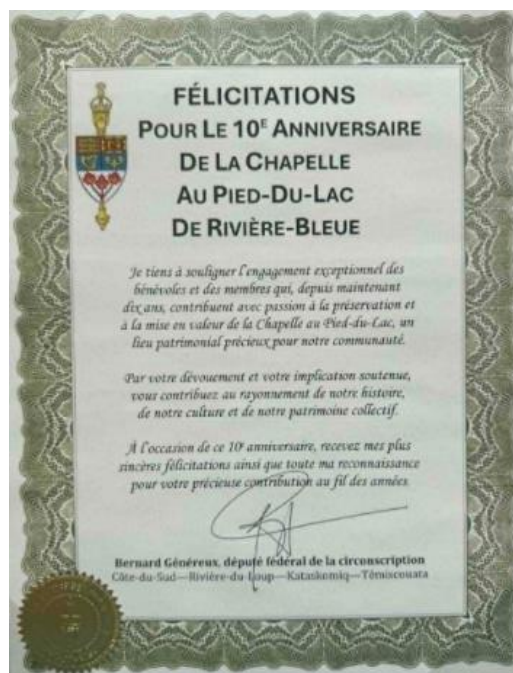 FÉLICITATIONS
POUR LE 10E ANNIVERSAIRE
DE LA CHAPELLE
AU PIED-DU-LAC
DE RIVIÈRE-BLEUE
Je tiens à souligner l'engagement exceptionnel des
bénévoles et des membres qui, depuis maintenant
dix ans, contribuent avec passion à la préservation et
à la mise en valeur de la Chapelle au Pied-du-Lac, un
lieu patrimonial précieux pour notre communauté.
Par votre dévouement et votre implication soutenue,
vous contribuez au rayonnement de notre histoire,
de notre culture et de notre patrimoine collectif.
À l'occasion de ce 10e anniversaire, recevez mes plus
sincères félicitations ainsi que toute ma reconnaissance
pour votre précieuse contribution au fil des années.
Bernard Généreux, député fédéral de la circonscription
Côte-du-Sud—Rivière-du-Loup—Kataskomiq—Témiscouata